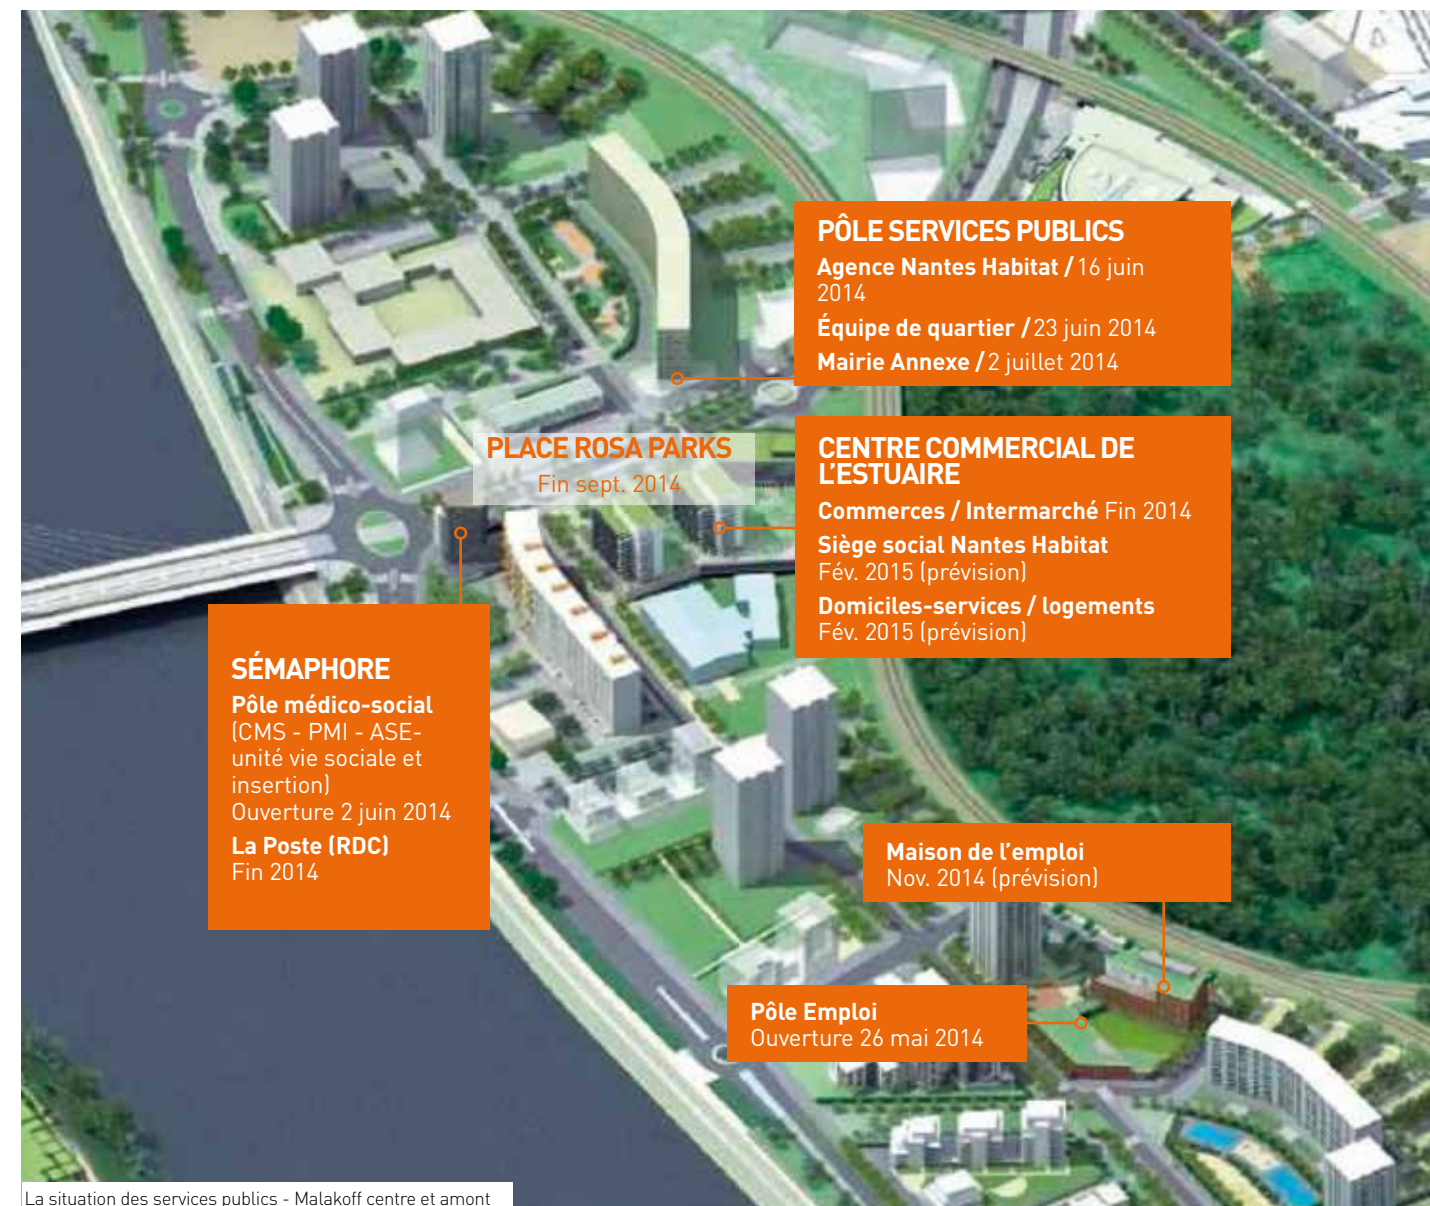 PÔLE SERVICES PUBLICS
Agence Nantes Habitat / 16 juin
2014
Équipe de quartier / 23 juin 2014
Mairie Annexe / 2 juillet 2014
PLACE ROSA PARKS
Fin sept. 2014
CENTRE COMMERCIAL DE
L'ESTUAIRE
Commerces / Intermarché Fin 2014
Siège social Nantes Habitat
Fév. 2015 (prévision)
Domiciles-services / logements
Fév. 2015 (prévision)
SÉMAPHORE
Pôle médico-social
(CMS - PMI - ASE-
unité vie sociale et
insertion)
Ouverture 2 juin 2014
La Poste (RDC)
Fin 2014
Maison de l'emploi
Nov. 2014 (prévision)
Pôle Emploi
Ouverture 26 mai 2014
La situation des services publics - Malakoff centre et amont